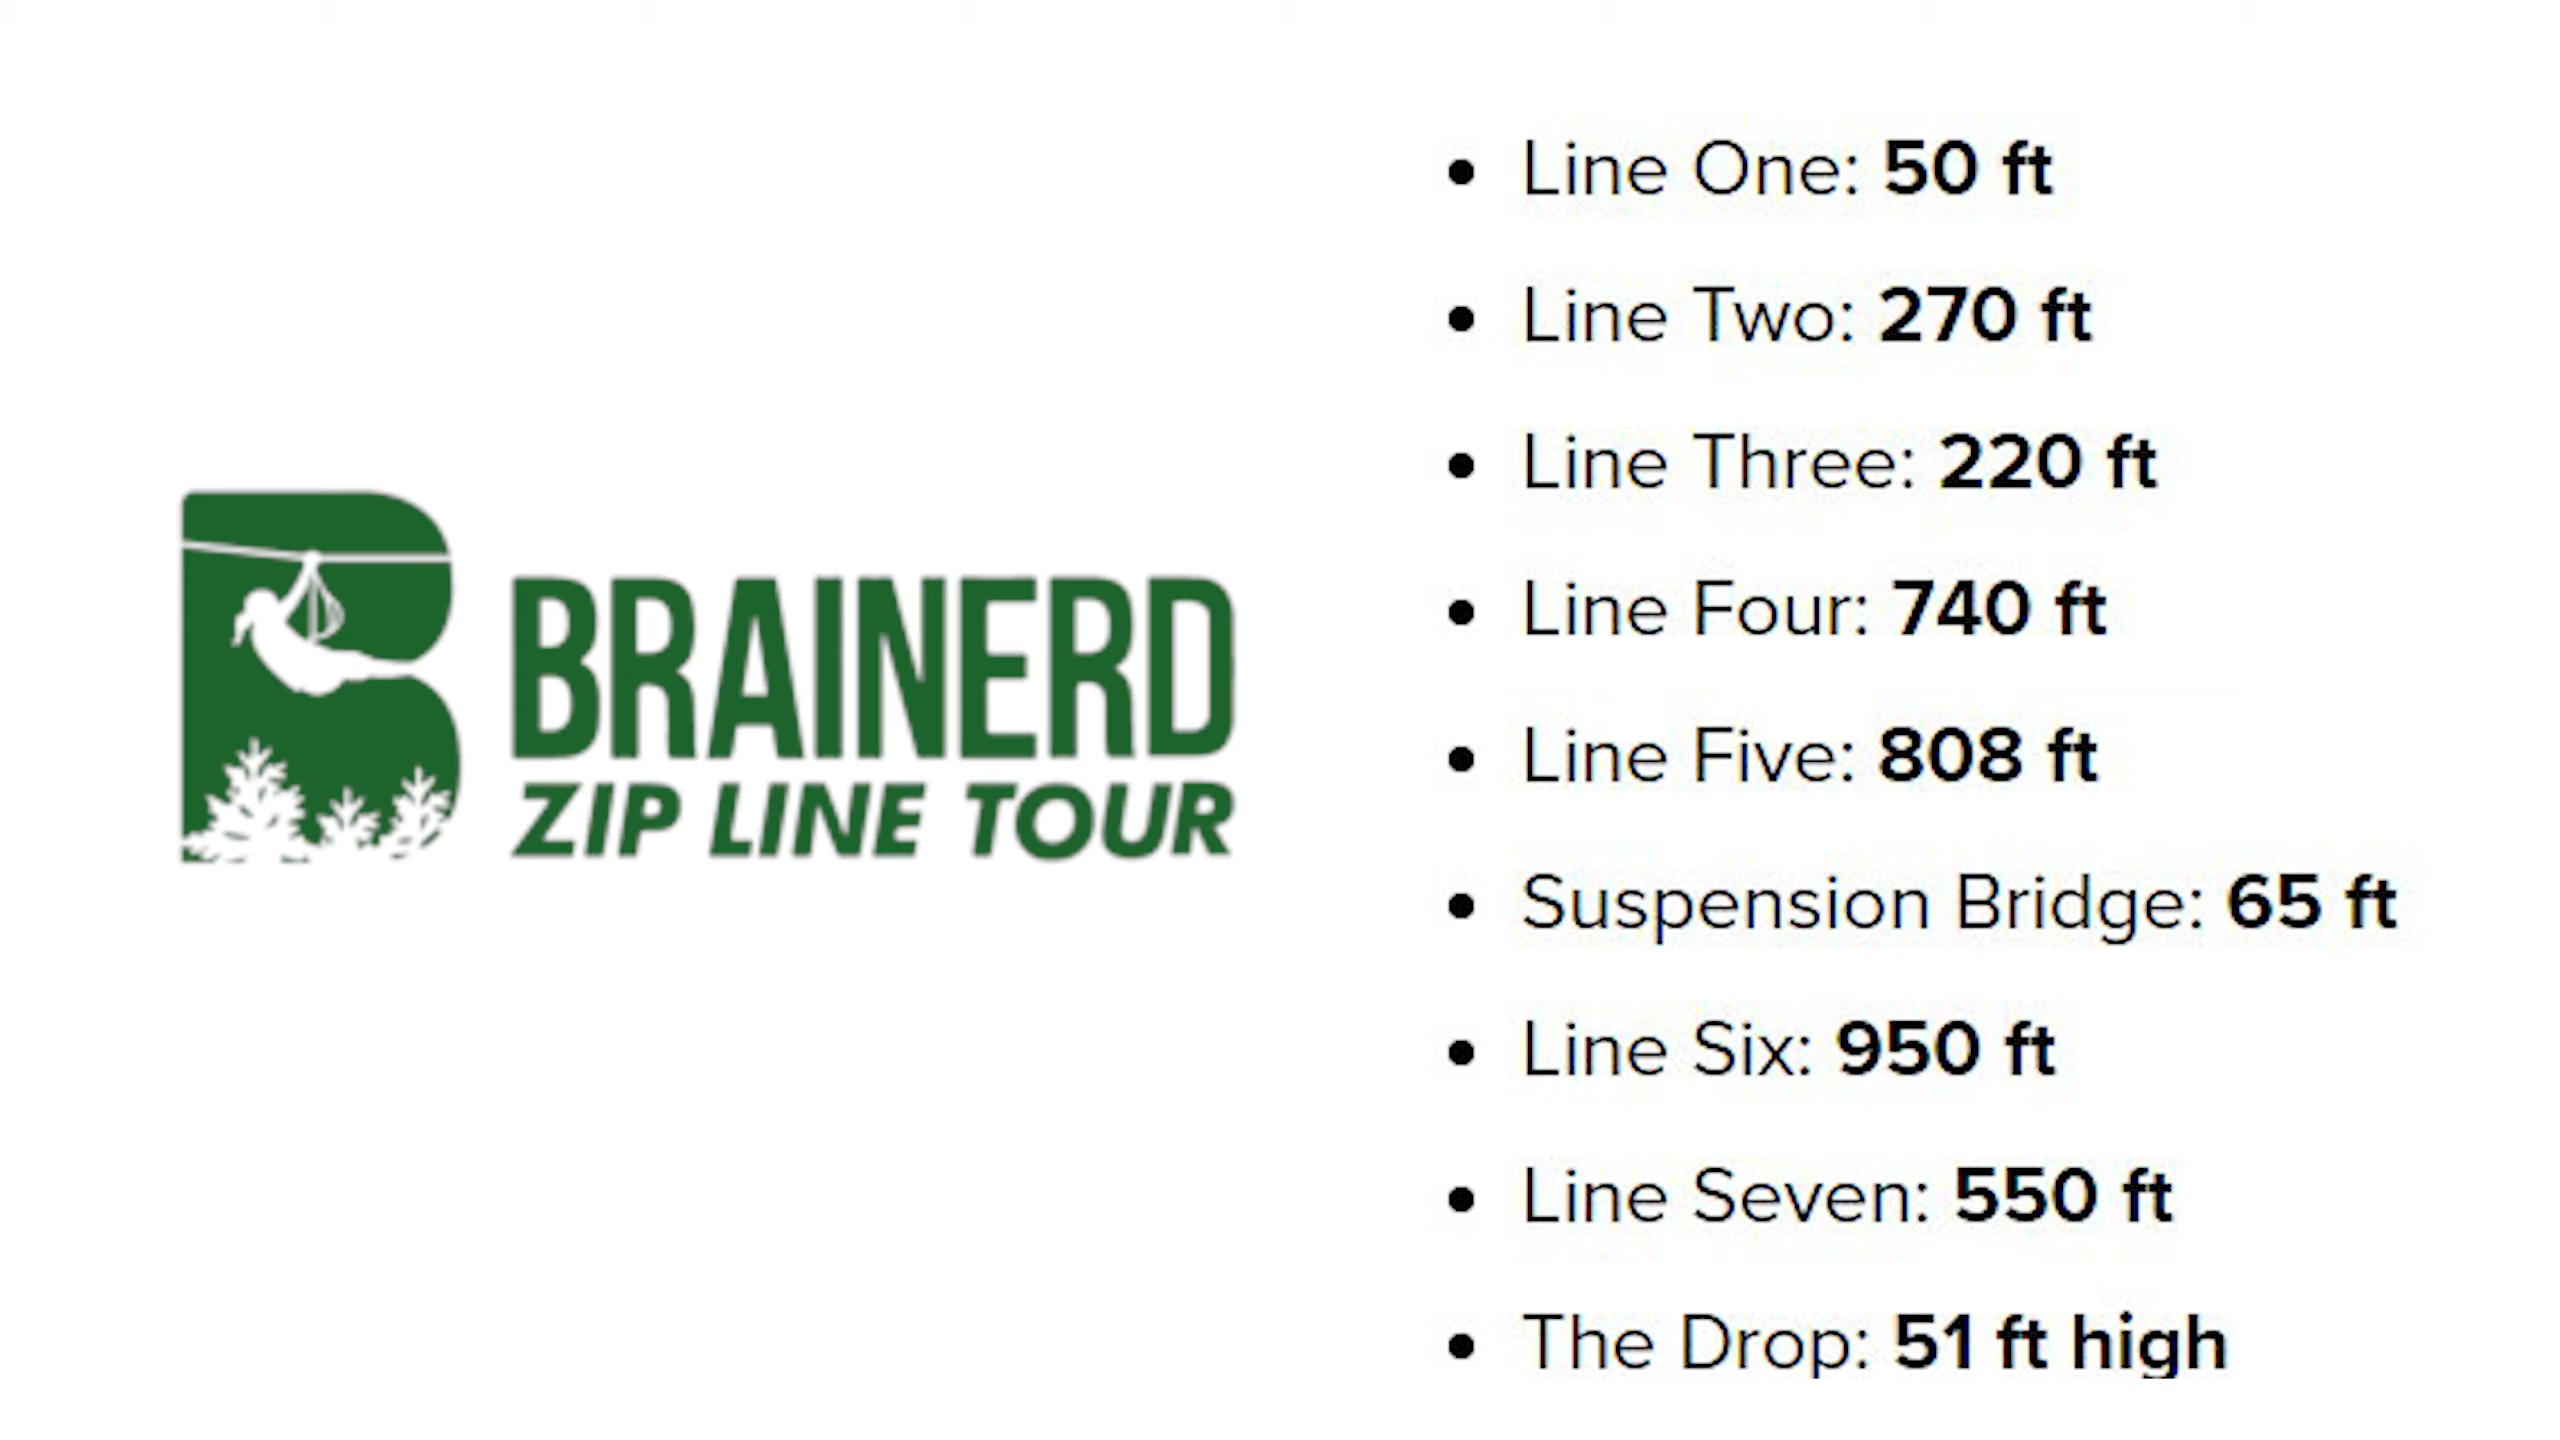 BRAINERD
ZIP LINE TOUR
• Line One: 50 ft
• Line Two: 270 ft
• Line Three: 220 ft
• Line Four: 740 ft
• Line Five: 808 ft
• Suspension Bridge: 65 ft
• Line Six: 950 ft
• Line Seven: 550 ft
• The Drop: 51 ft high